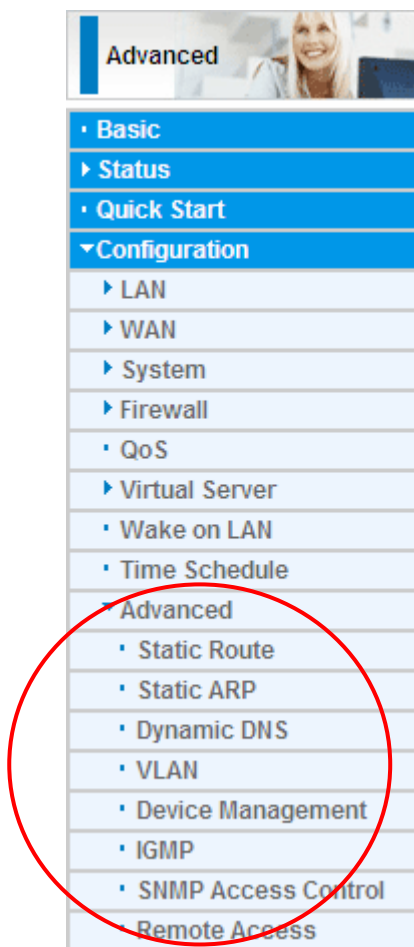 Advanced
Basic
Status
Quick Start
Configuration
LAN
WAN
System
Firewall
QoS
Virtual Server
Wake on LAN
Time Schedule
Advanced
Static Route
Static ARP
Dynamic DNS
VLAN
Device Management
IGMP
SNMP Access Control
Remote Access